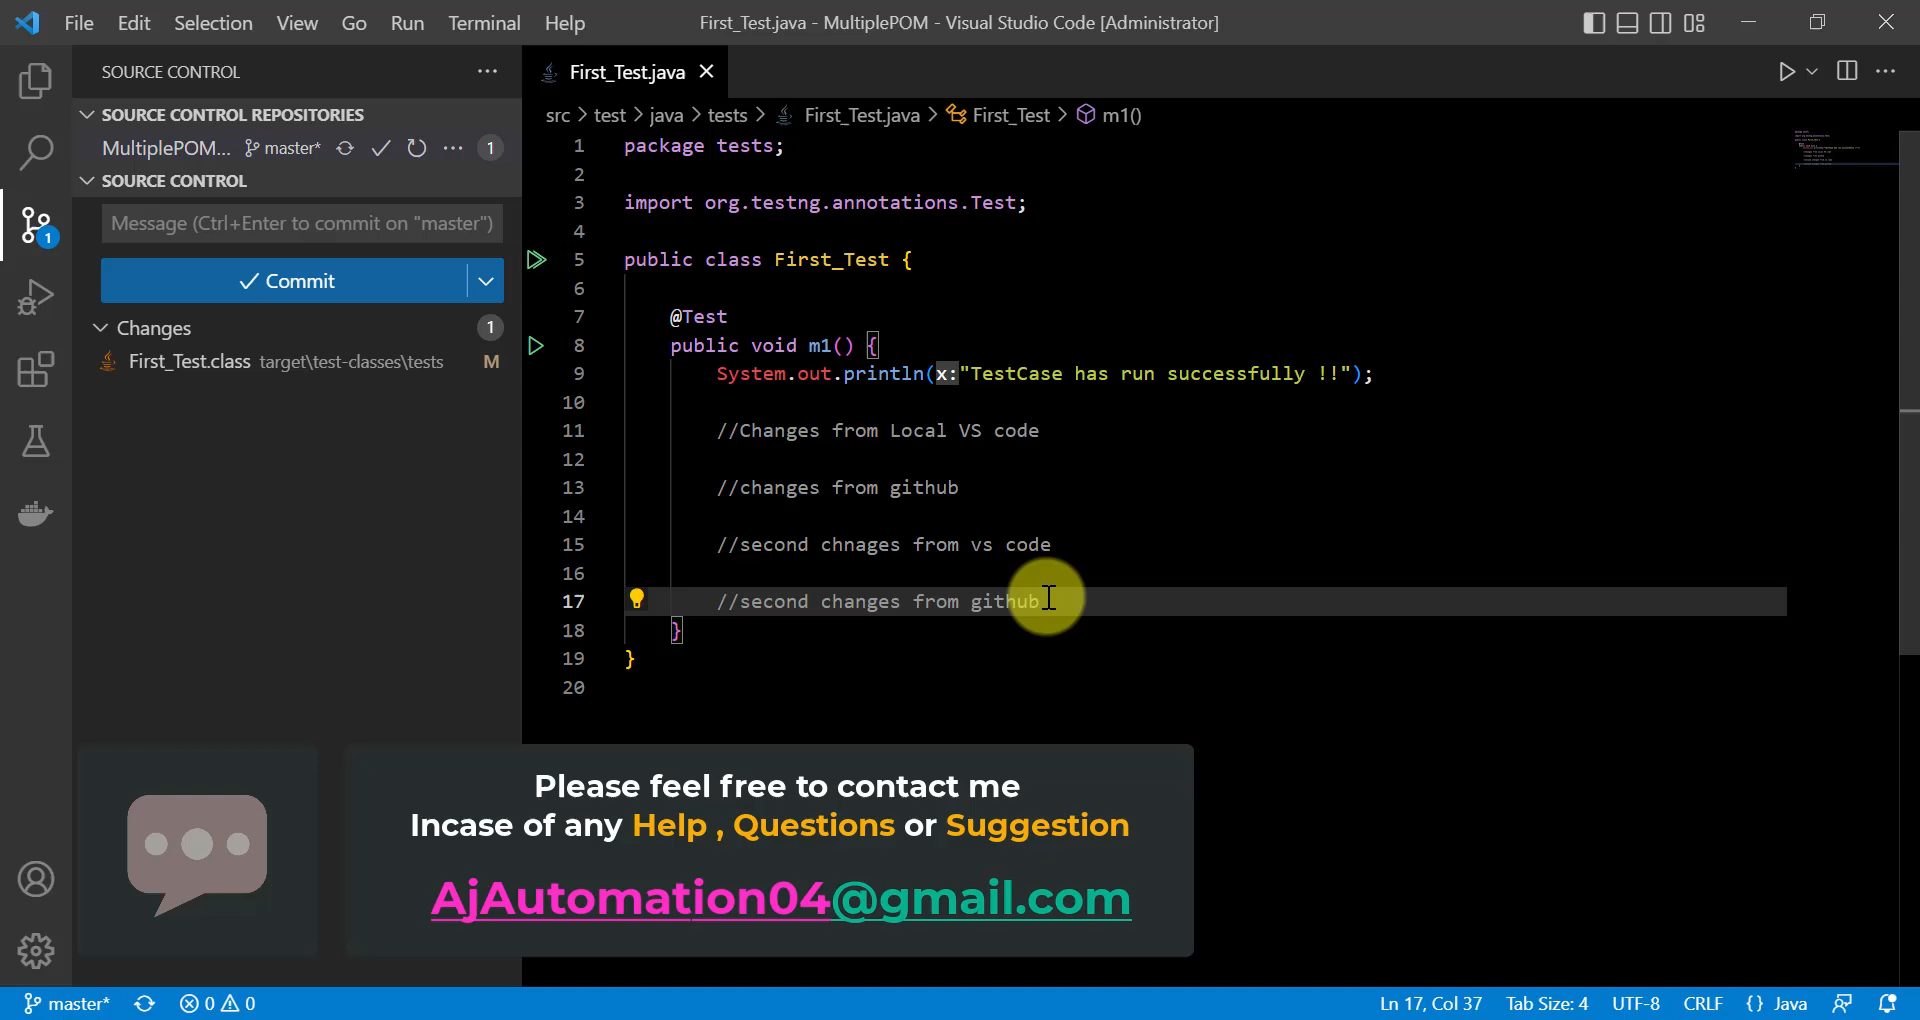 File Edit Selection View Go Run Terminal Help
First_Test.java - MultiplePOM - Visual Studio Code [Administrator]
SOURCE CONTROL
SOURCE CONTROL REPOSITORIES
MultiplePOM... master* 1
SOURCE CONTROL
Message (Ctrl+Enter to commit on "master")
Commit
Changes 1
First_Test.class target\test-classes\tests M
1
First_Test.java
src > test > java > tests > First_Test.java > First_Test > m1()
1 package tests;
2
3 import org.testng.annotations.Test;
4
5 public class First_Test {
6
7 @Test
8 public void m1() {
9 System.out.println(x:"TestCase has run successfully !!");
10
11 //Changes from Local VS code
12
13 //changes from github
14
15 //second chnages from vs code
16
17 //second changes from github
18 }
19 }
20
Please feel free to contact me
Incase of any Help , Questions or Suggestion
AjAutomation04@gmail.com
master* 0 0 Ln 17, Col 37 Tab Size: 4 UTF-8 CRLF {} Java